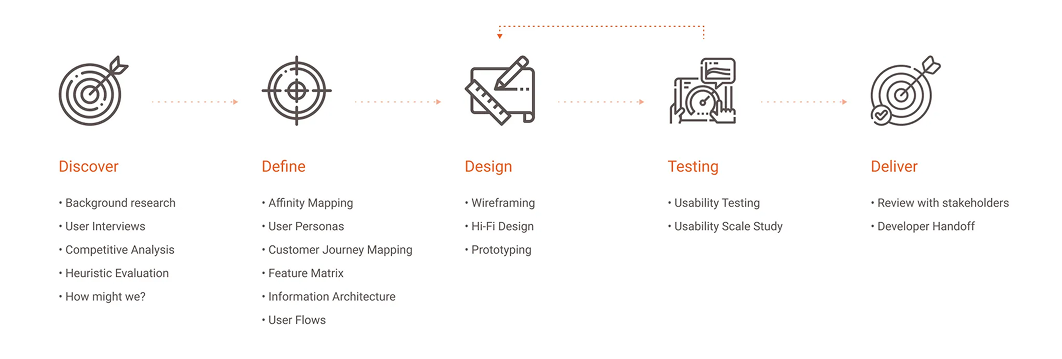 Discover
• Background research
• User Interviews
• Competitive Analysis
• Heuristic Evaluation
• How might we?
Define
• Affinity Mapping
• User Personas
• Customer Journey Mapping
• Feature Matrix
• Information Architecture
• User Flows
Design
• Wireframing
• Hi-Fi Design
• Prototyping
Testing
• Usability Testing
• Usability Scale Study
Deliver
• Review with stakeholders
• Developer Handoff